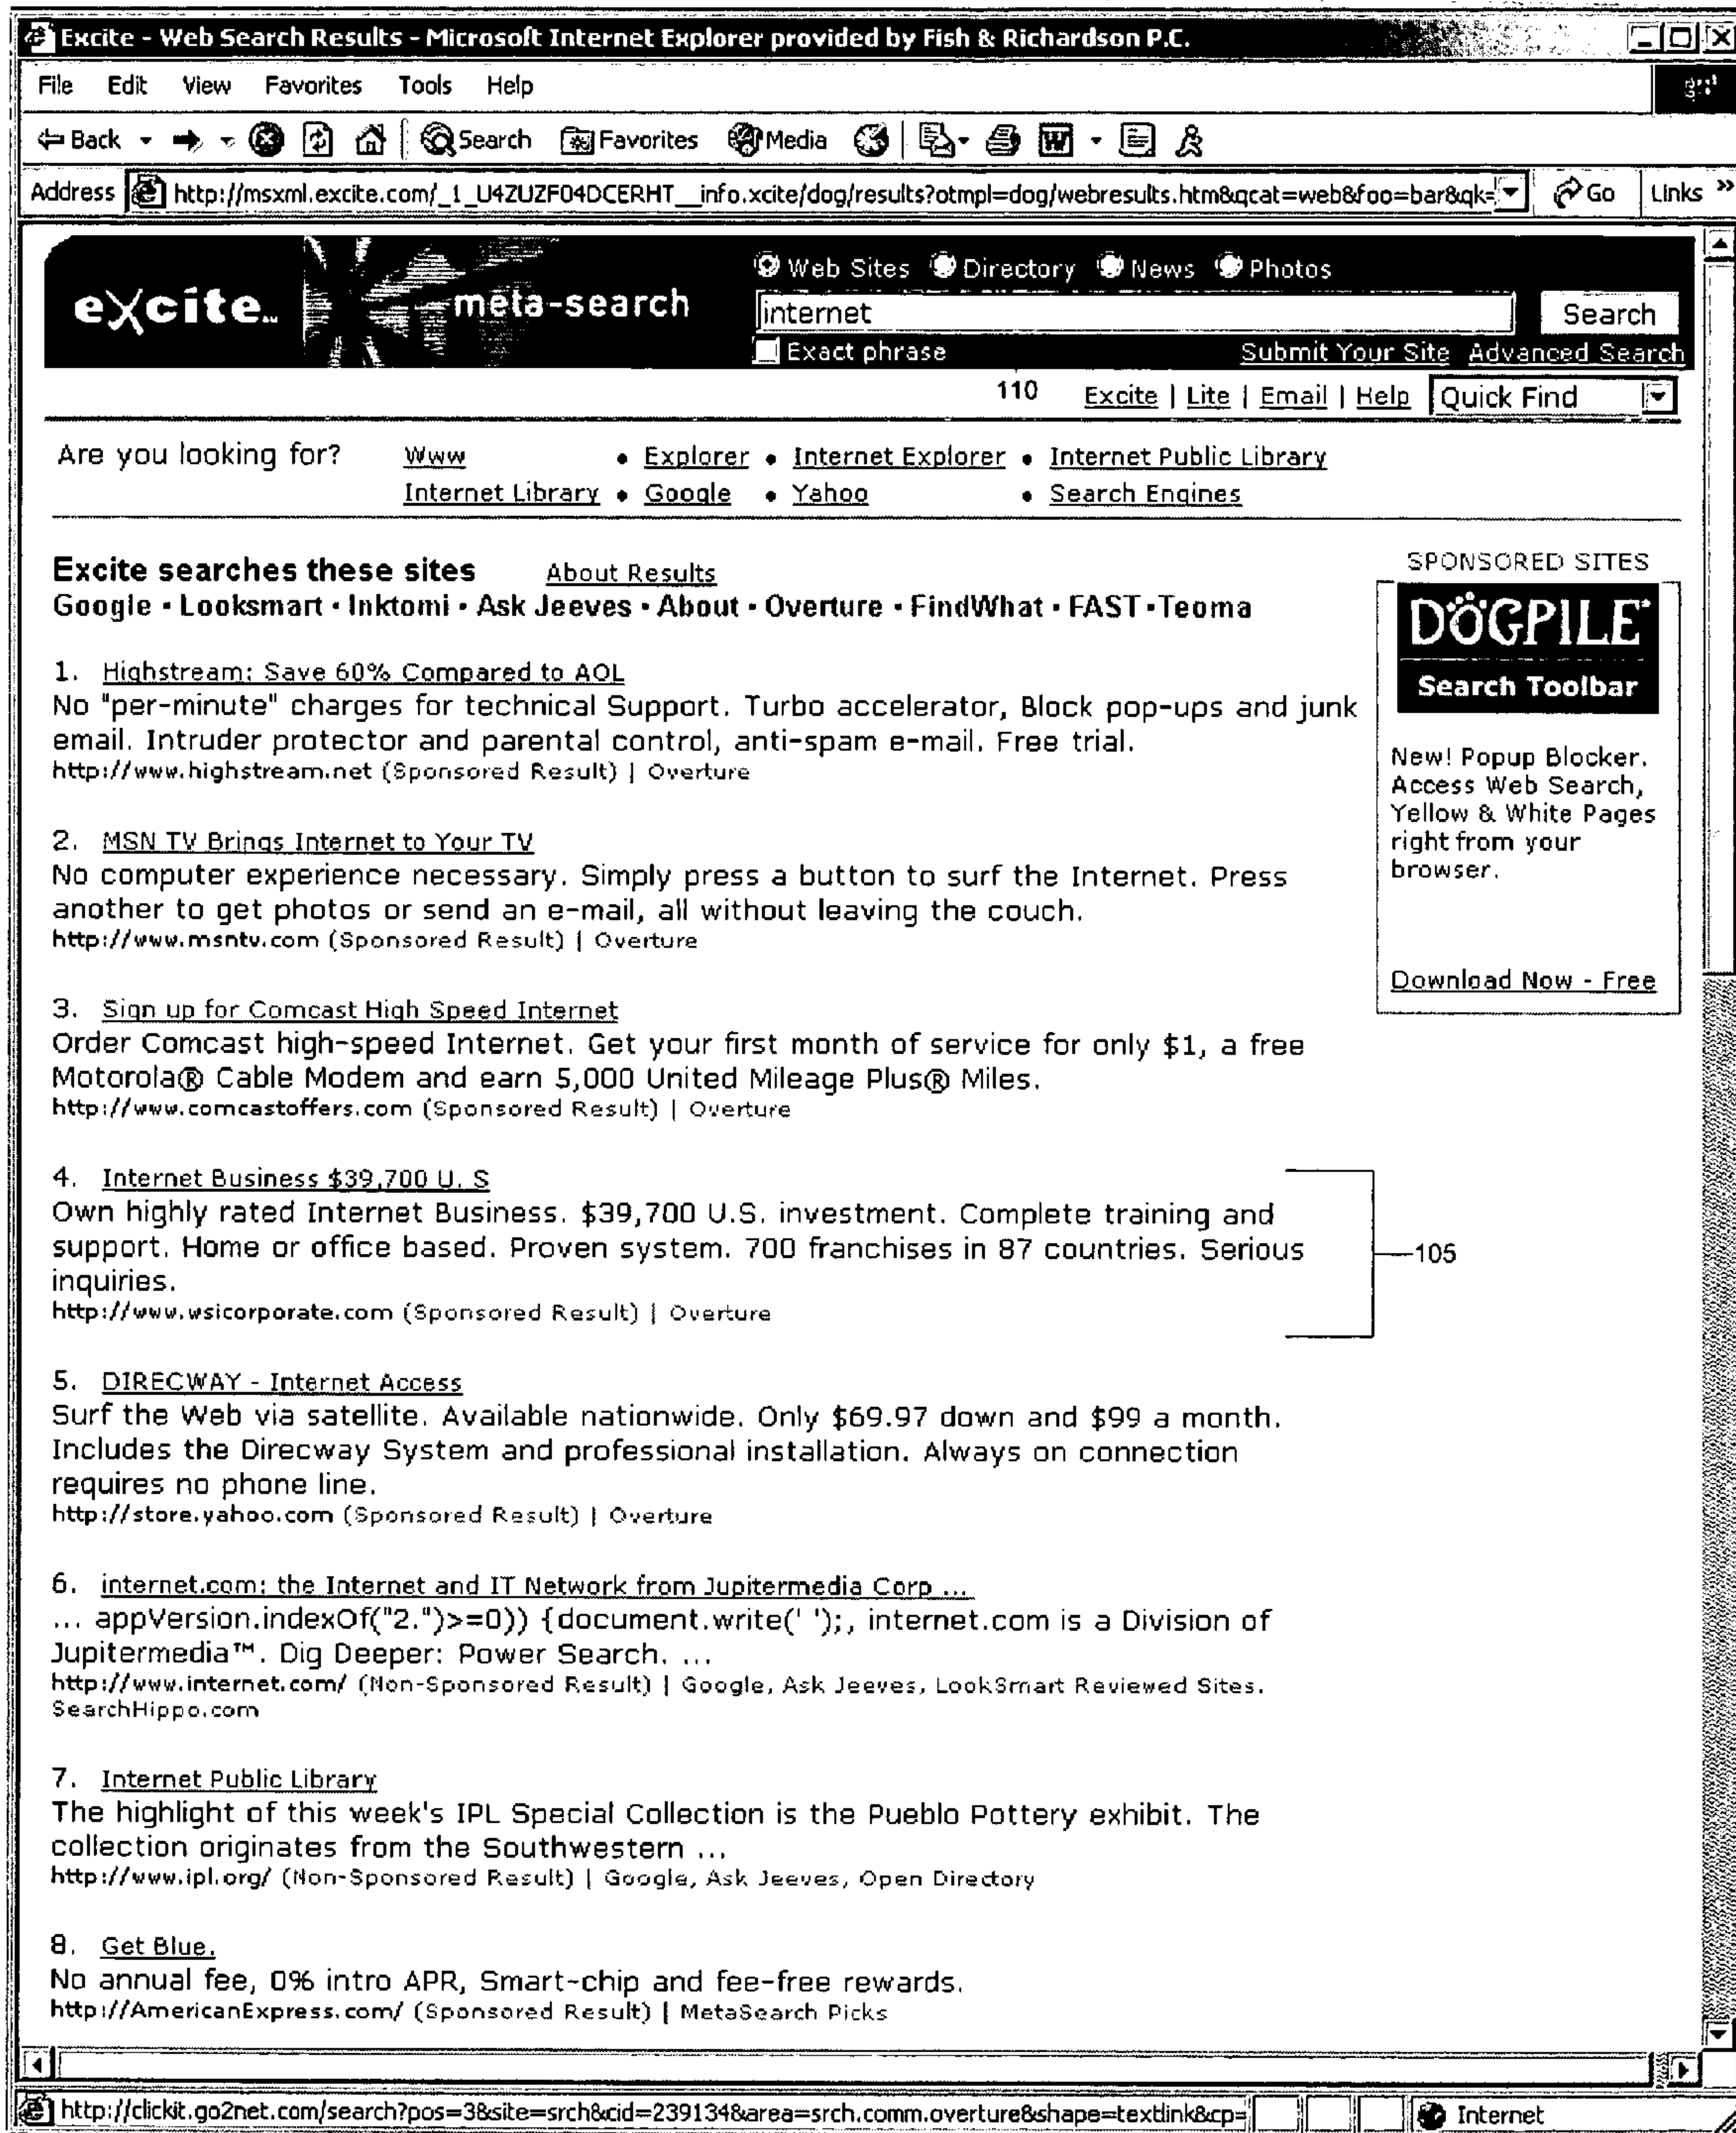 Excite - Web Search Results - Microsoft Internet Explorer provided by Fish & Richardson P.C.
File Edit View Favorites Tools Help
Back Search Favorites Media
Address http://msxml.excite.com/_1_U4ZUZF04DCERHT__info.xcite/dog/results?otmpl=dog/webresults.htm&qcat=web&foo=bar&qk= Go Links »
Web Sites Directory News Photos
excite meta-search internet Search
Exact phrase Submit Your Site Advanced Search
110 Excite | Lite | Email | Help Quick Find
Are you looking for? Www • Explorer • Internet Explorer • Internet Public Library
Internet Library • Google • Yahoo • Search Engines
Excite searches these sites About Results
Google ▪ Looksmart ▪ Inktomi ▪ Ask Jeeves ▪ About ▪ Overture ▪ FindWhat ▪ FAST ▪ Teoma
1. Highstream: Save 60% Compared to AOL
No "per-minute" charges for technical Support. Turbo accelerator, Block pop-ups and junk
email. Intruder protector and parental control, anti-spam e-mail. Free trial.
http://www.highstream.net (Sponsored Result) | Overture
2. MSN TV Brings Internet to Your TV
No computer experience necessary. Simply press a button to surf the Internet. Press
another to get photos or send an e-mail, all without leaving the couch.
http://www.msntv.com (Sponsored Result) | Overture
3. Sign up for Comcast High Speed Internet
Order Comcast high-speed Internet. Get your first month of service for only $1, a free
Motorola® Cable Modem and earn 5,000 United Mileage Plus® Miles.
http://www.comcastoffers.com (Sponsored Result) | Overture
4. Internet Business $39,700 U. S
Own highly rated Internet Business. $39,700 U.S. investment. Complete training and
support. Home or office based. Proven system. 700 franchises in 87 countries. Serious
inquiries.
http://www.wsicorporate.com (Sponsored Result) | Overture
105
5. DIRECWAY - Internet Access
Surf the Web via satellite. Available nationwide. Only $69.97 down and $99 a month.
Includes the Direcway System and professional installation. Always on connection
requires no phone line.
http://store.yahoo.com (Sponsored Result) | Overture
6. internet.com: the Internet and IT Network from Jupitermedia Corp ...
... appVersion.indexOf("2.")>=0)) {document.write(' ');, internet.com is a Division of
Jupitermedia™. Dig Deeper: Power Search. ...
http://www.internet.com/ (Non-Sponsored Result) | Google, Ask Jeeves, LookSmart Reviewed Sites.
SearchHippo.com
7. Internet Public Library
The highlight of this week's IPL Special Collection is the Pueblo Pottery exhibit. The
collection originates from the Southwestern ...
http://www.ipl.org/ (Non-Sponsored Result) | Google, Ask Jeeves, Open Directory
8. Get Blue.
No annual fee, 0% intro APR, Smart-chip and fee-free rewards.
http://AmericanExpress.com/ (Sponsored Result) | MetaSearch Picks
SPONSORED SITES
DÖGPILE
Search Toolbar
New! Popup Blocker.
Access Web Search,
Yellow & White Pages
right from your
browser.
Download Now - Free
http://clickit.go2net.com/search?pos=3&site=srch&cid=239134&area=srch.comm.overture&shape=textlink&cp= Internet